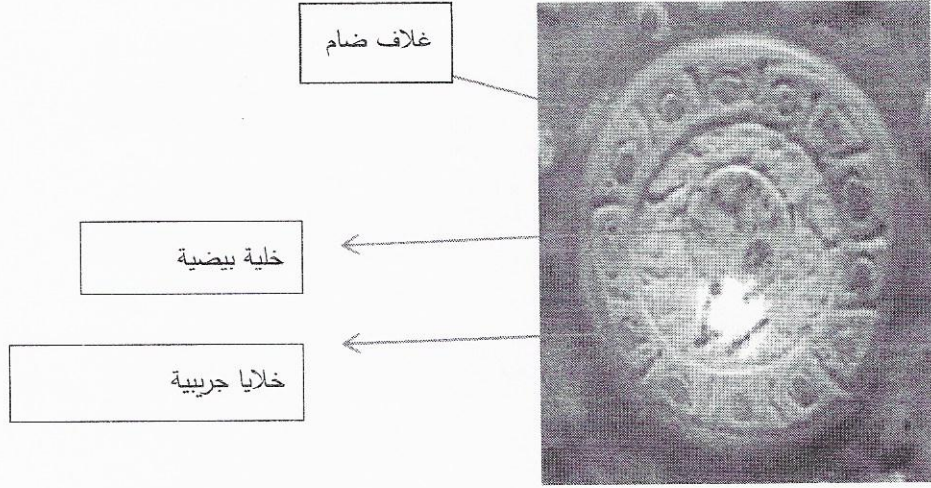 غلاف ضام
خلية بيضية
خلايا جريبية